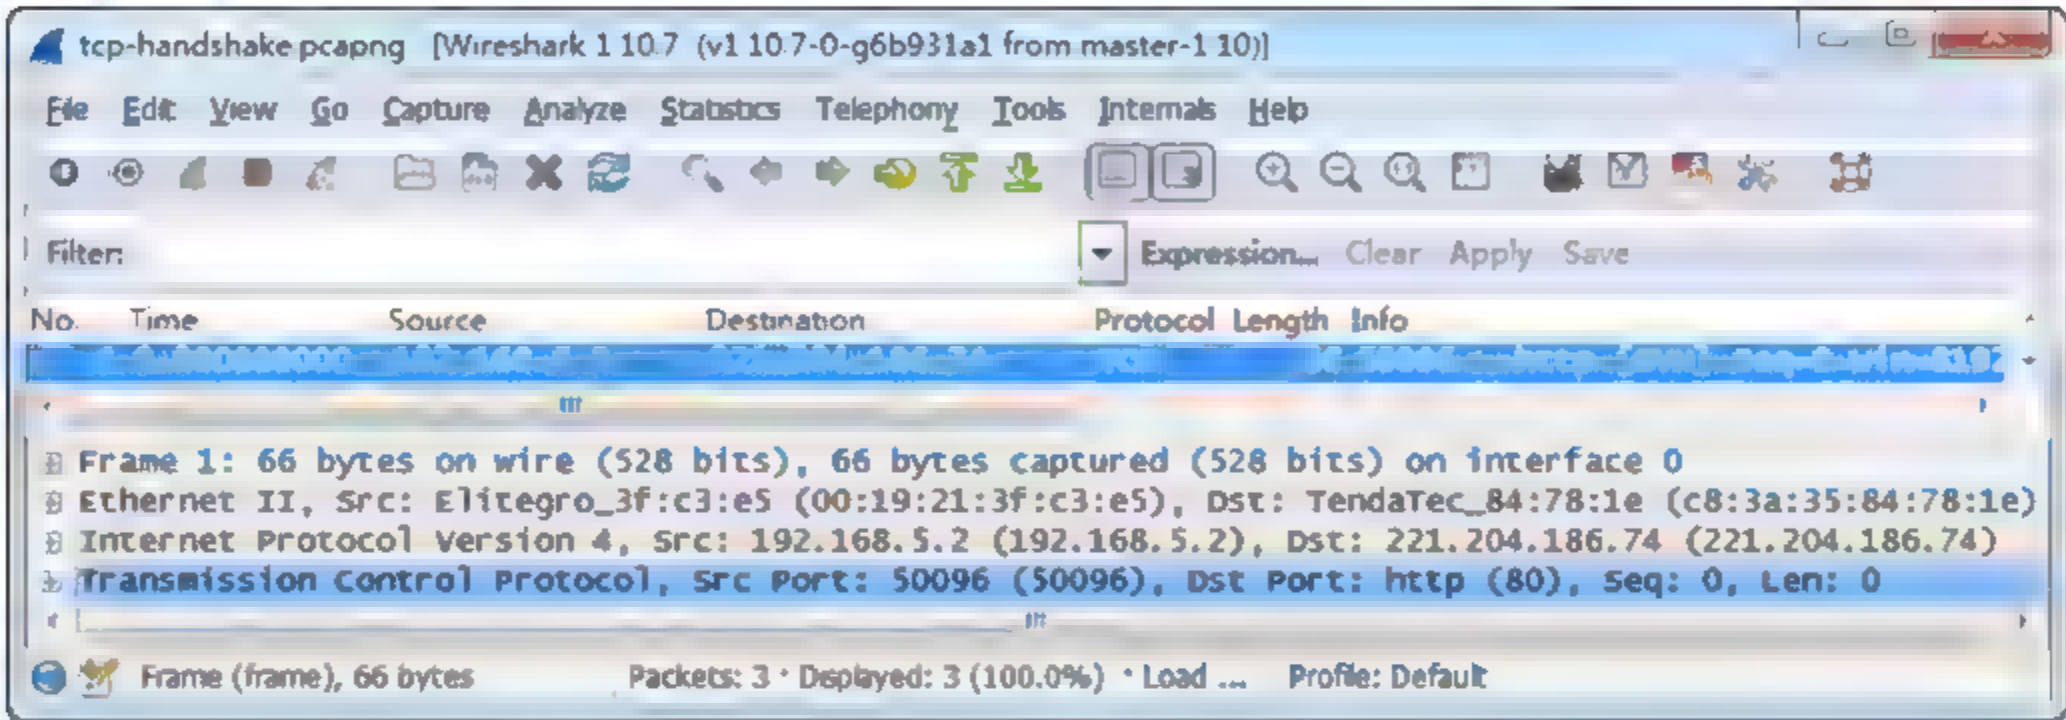 tcp-handshake.pcapng [Wireshark 1.10.7 (v1.10.7-0-g6b931a1 from master-1.10)]
File Edit View Go Capture Analyze Statistics Telephony Tools Internals Help
Filter: Expression... Clear Apply Save
No. Time Source Destination Protocol Length Info
Frame 1: 66 bytes on wire (528 bits), 66 bytes captured (528 bits) on interface 0
Ethernet II, Src: Elitegro_3f:c3:e5 (00:19:21:3f:c3:e5), Dst: TendaTec_84:78:1e (c8:3a:35:84:78:1e)
Internet Protocol Version 4, Src: 192.168.5.2 (192.168.5.2), Dst: 221.204.186.74 (221.204.186.74)
Transmission Control Protocol, Src Port: 50096 (50096), Dst Port: http (80), Seq: 0, Len: 0
Frame (frame), 66 bytes Packets: 3 · Displayed: 3 (100.0%) · Load ... Profile: Default